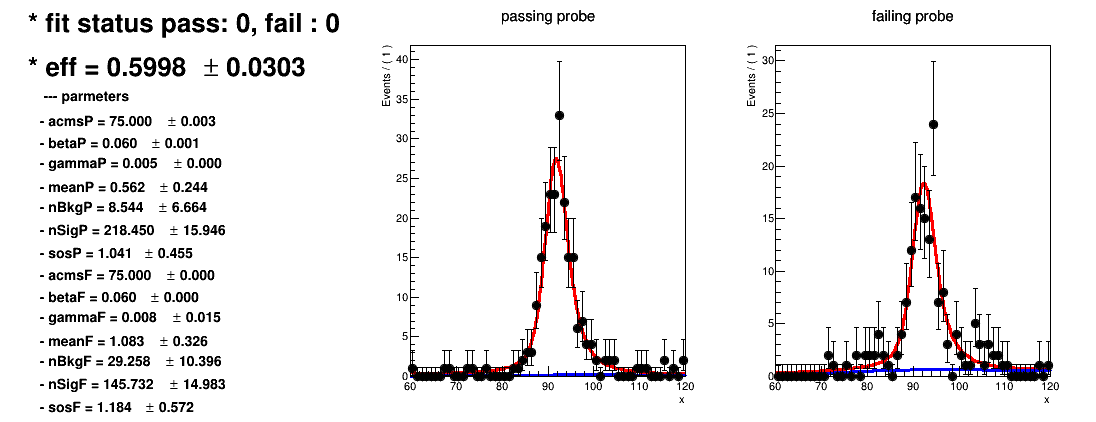 * fit status pass: 0, fail : 0
* eff = 0.5998 ± 0.0303
--- parmeters
- acmsP = 75.000 ± 0.003
- betaP = 0.060 ± 0.001
- gammaP = 0.005 ± 0.000
- meanP = 0.562 ± 0.244
- nBkgP = 8.544 ± 6.664
- nSigP = 218.450 ± 15.946
- sosP = 1.041 ± 0.455
- acmsF = 75.000 ± 0.000
- betaF = 0.060 ± 0.000
- gammaF = 0.008 ± 0.015
- meanF = 1.083 ± 0.326
- nBkgF = 29.258 ± 10.396
- nSigF = 145.732 ± 14.983
- sosF = 1.184 ± 0.572
passing probe
Events / ( 1 )
40
35
30
25
20
15
10
5
0
60 70 80 90 100 110 120
x
failing probe
Events / ( 1 )
30
25
20
15
10
5
0
60 70 80 90 100 110 120
x